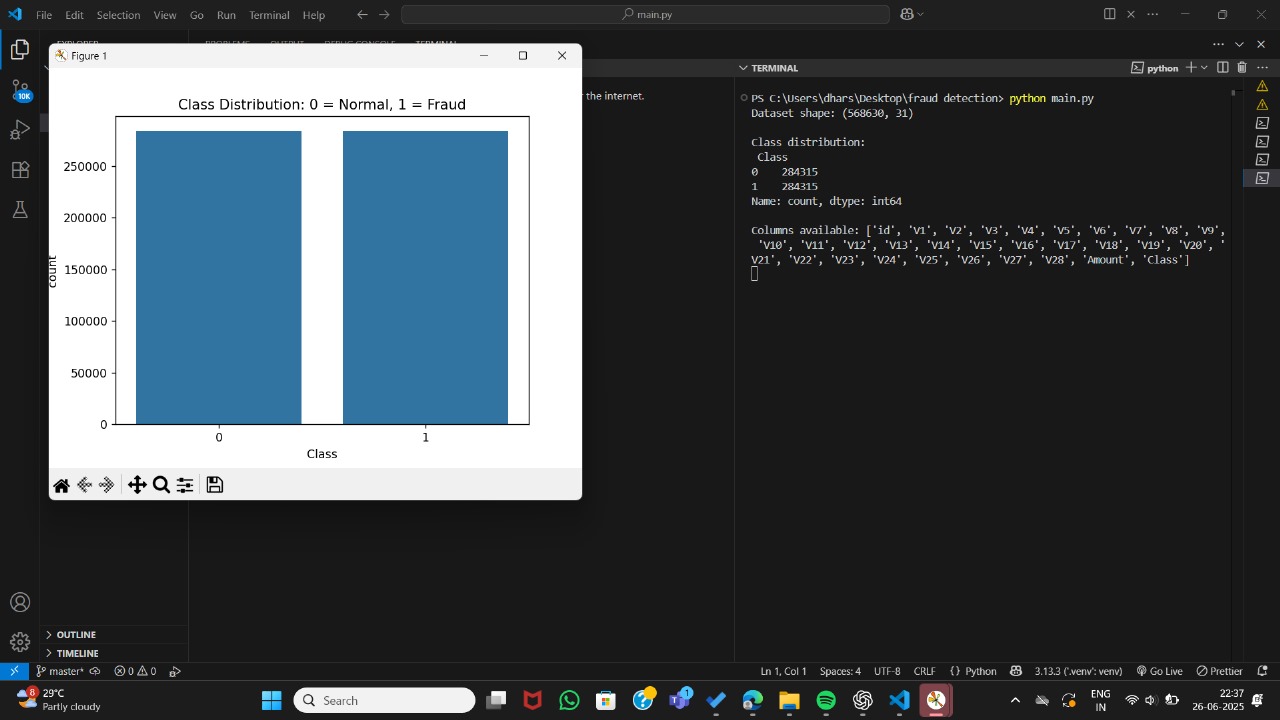 File Edit Selection View Go Run Terminal Help
main.py
Figure 1
Class Distribution: 0 = Normal, 1 = Fraud
250000
200000
150000
100000
50000
0
count
0 1
Class
the internet.
10K
TERMINAL
python
PS C:\Users\dhars\Desktop\fraud detection> python main.py
Dataset shape: (568630, 31)
Class distribution:
Class
0 284315
1 284315
Name: count, dtype: int64
Columns available: ['id', 'V1', 'V2', 'V3', 'V4', 'V5', 'V6', 'V7', 'V8', 'V9',
'V10', 'V11', 'V12', 'V13', 'V14', 'V15', 'V16', 'V17', 'V18', 'V19', 'V20', '
V21', 'V22', 'V23', 'V24', 'V25', 'V26', 'V27', 'V28', 'Amount', 'Class']
OUTLINE
TIMELINE
master* 0 0 Ln 1, Col 1 Spaces: 4 UTF-8 CRLF {} Python 3.13.3 ('.venv': venv) Go Live Prettier
8 29°C
Partly cloudy
Search
1
ENG
IN
22:37
26-06-2025